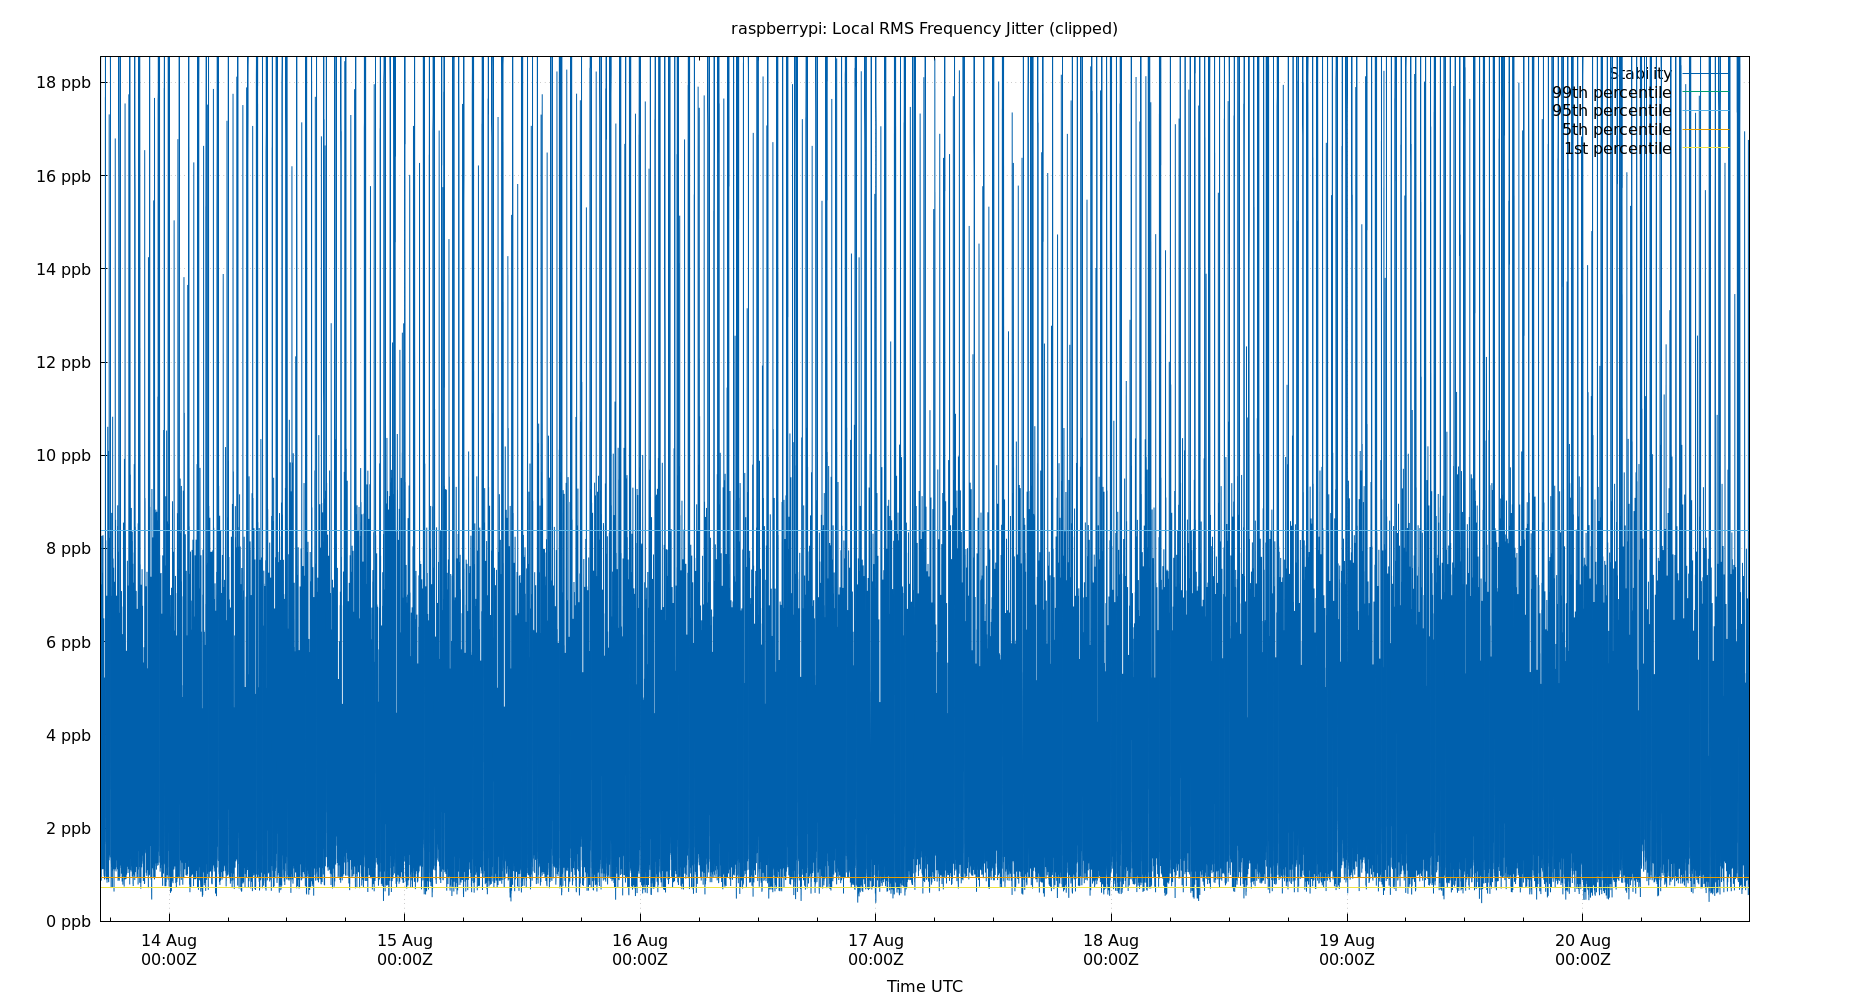 raspberrypi: Local RMS Frequency Jitter (clipped)
18 ppb
16 ppb
14 ppb
12 ppb
10 ppb
8 ppb
6 ppb
4 ppb
2 ppb
0 ppb
Stability
99th percentile
95th percentile
5th percentile
1st percentile
14 Aug 15 Aug 16 Aug 17 Aug 18 Aug 19 Aug 20 Aug
00:00Z 00:00Z 00:00Z 00:00Z 00:00Z 00:00Z 00:00Z
Time UTC